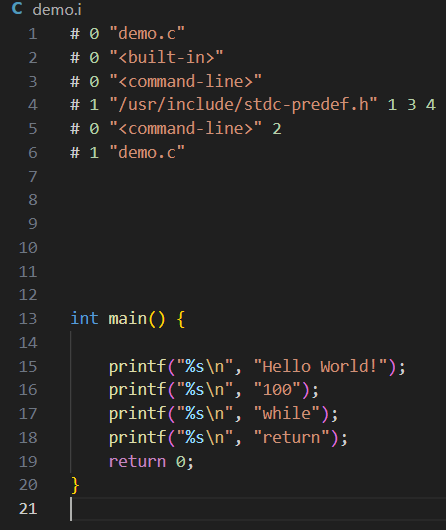 C demo.i
1 # 0 "demo.c"
2 # 0 "<built-in>"
3 # 0 "<command-line>"
4 # 1 "/usr/include/stdc-predef.h" 1 3 4
5 # 0 "<command-line>" 2
6 # 1 "demo.c"
7
8
9
10
11
12
13 int main() {
14
15     printf("%s\n", "Hello World!");
16     printf("%s\n", "100");
17     printf("%s\n", "while");
18     printf("%s\n", "return");
19     return 0;
20 }
21